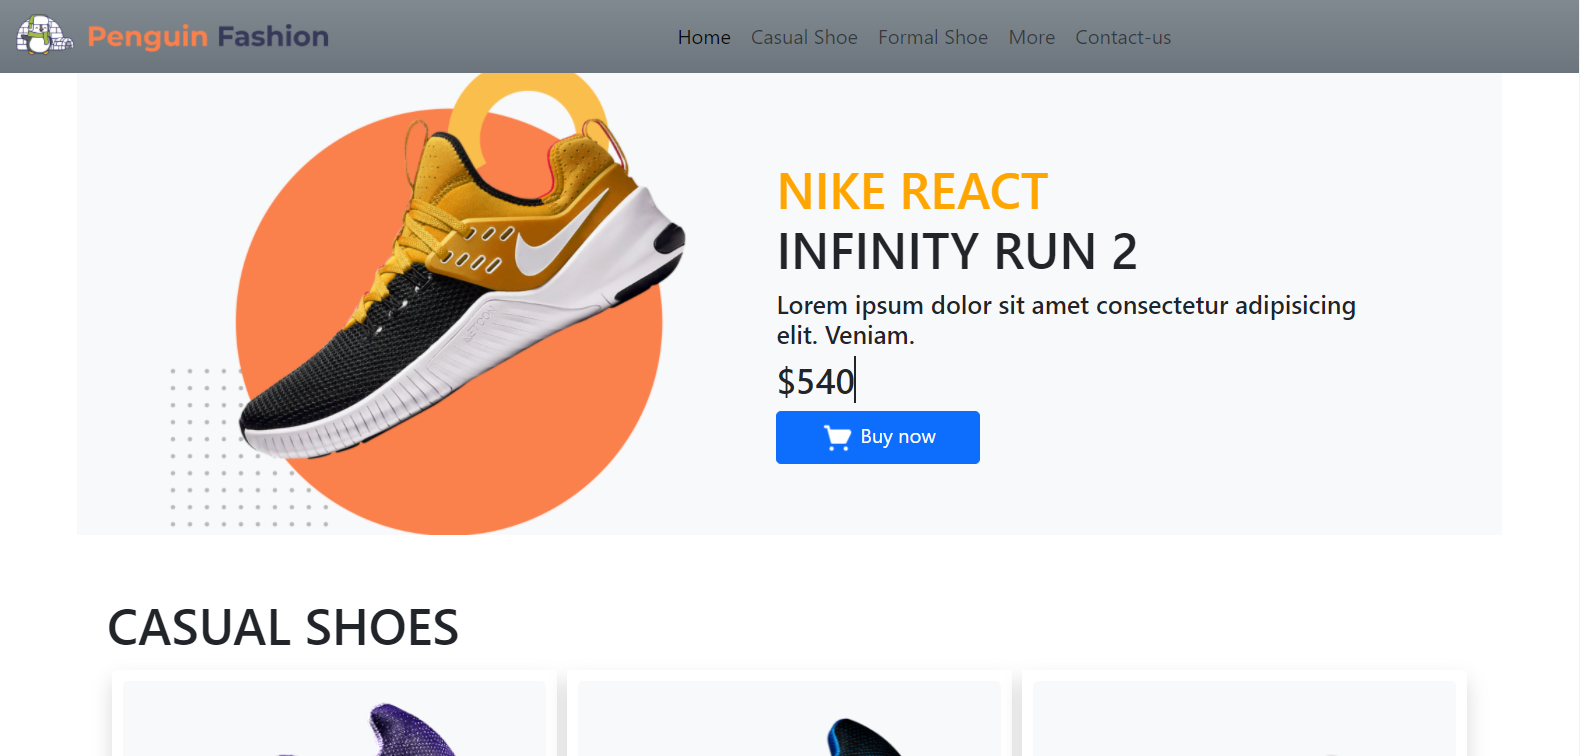 Penguin Fashion
Home Casual Shoe Formal Shoe More Contact-us
NIKE REACT
INFINITY RUN 2
Lorem ipsum dolor sit amet consectetur adipisicing
elit. Veniam.
$540
Buy now
CASUAL SHOES